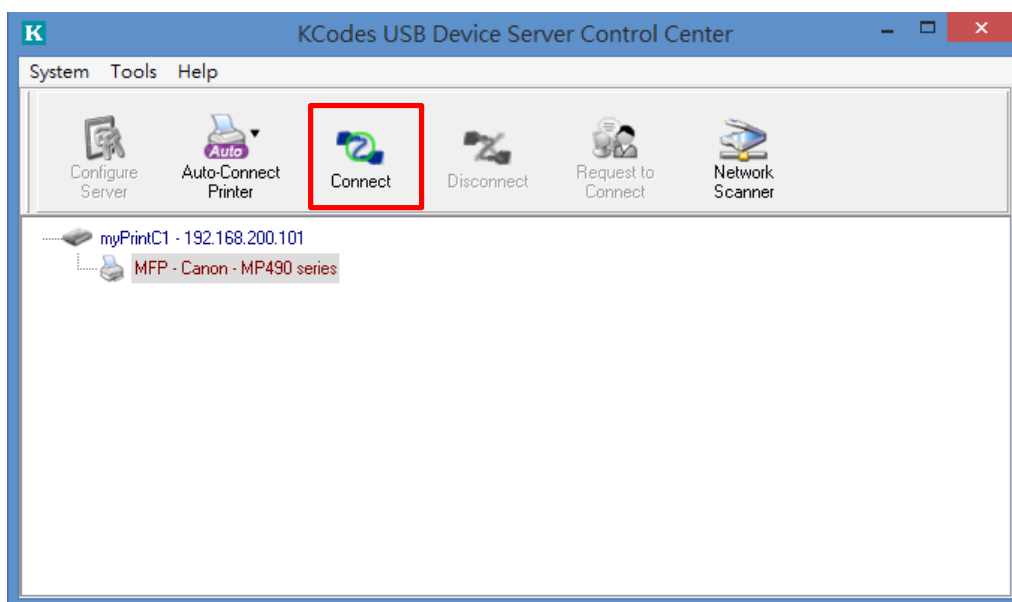 K
KCodes USB Device Server Control Center
System Tools Help
Configure Server
Auto
Auto-Connect Printer
Connect
Disconnect
Request to Connect
Network Scanner
myPrintC1 - 192.168.200.101
MFP - Canon - MP490 series